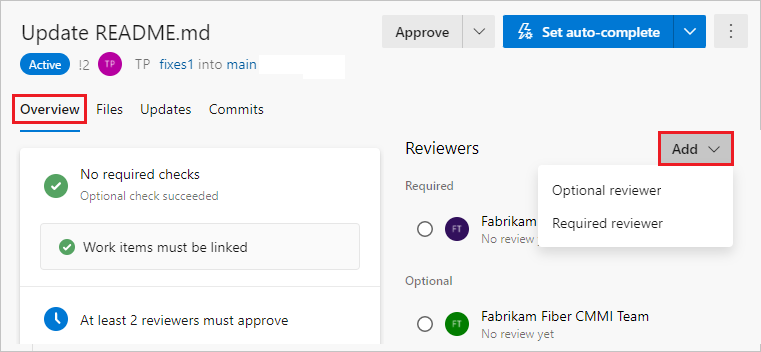 Update README.md
Approve
Set auto-complete
Active !2 TP TP fixes1 into main
Overview Files Updates Commits
No required checks
Optional check succeeded
Work items must be linked
At least 2 reviewers must approve
Reviewers
Add
Optional reviewer
Required reviewer
Required
FT Fabrikam
No review
Optional
FT Fabrikam Fiber CMMI Team
No review yet